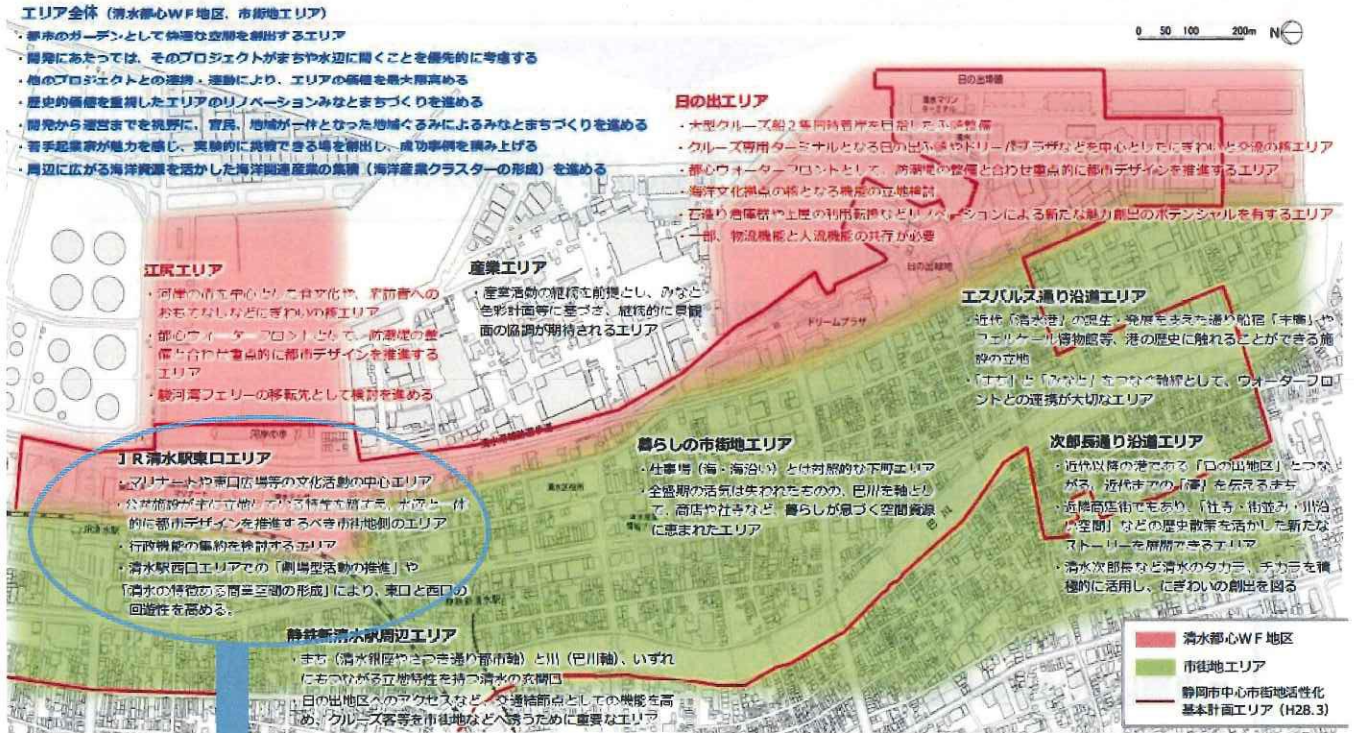 エリア全体（清水都心WF地区、市街地エリア）
・都市のガーデンとして快適な空間を創出するエリア
・開発にあたっては、そのプロジェクトがまちや水辺に開くことを優先的に考慮する
・他のプロジェクトとの連携・連動により、エリアの価値を最大限高める
・歴史的価値を重視したエリアのリノベーションみなとまちづくりを進める
・開発から運営までを視野に、官民、地域が一体となった地域ぐるみによるみなとまちづくりを進める
・若手起業家が魅力を感じ、実験的に挑戦できる場を創出し、成功事例を積み上げる
・周辺に広がる海洋資源を活かした海洋関連産業の集積（海洋産業クラスターの形成）を進める
0 50 100 200m N
日の出埠頭
清水マリンターミナル
日の出エリア
・大型クルーズ船2隻同時着岸を目指したふ頭整備
・クルーズ専用ターミナルとなる日の出ふ頭やドリームプラザなどを中心としたにぎわいと交流の核エリア
・都心ウォーターフロントとして、防潮堤の整備と合わせ重点的に都市デザインを推進するエリア
・海洋文化拠点の核となる機能の立地検討
・石造り倉庫群や上屋の利用転換などリノベーションによる新たな魅力創出のポテンシャルを有するエリア
・一部、物流機能と人流機能の共存が必要
日の出緑地
ドリームプラザ
江尻エリア
・河岸の市を中心とした食文化や、来訪者への
おもてなしなどにぎわいの核エリア
・都心ウォーターフロントとして、防潮堤の整
備と合わせ重点的に都市デザインを推進する
エリア
・駿河湾フェリーの移転先として検討を進める
河岸の市
産業エリア
・産業活動の継続を前提とし、みなと
色彩計画等に基づき、継続的に景観
面の協調が期待されるエリア
エスパルス通り沿道エリア
・近代「清水港」の誕生・発展を支えた通り船宿「末廣」や
フェルケール博物館等、港の歴史に触れることができる施
設の立地
・「まち」と「みなと」をつなぐ軸線として、ウォーターフロ
ントとの連携が大切なエリア
JR清水駅東口エリア
・マリナートや東口広場等の文化活動の中心エリア
・公共施設が主に立地している特性を踏まえ、水辺と一体
的に都市デザインを推進するべき市街地側のエリア
・行政機能の集約を検討するエリア
・清水駅西口エリアでの「劇場型活動の推進」や
「清水の特徴ある商業空間の形成」により、東口と西口の
回遊性を高める。
JR清水駅
清水区役所
暮らしの市街地エリア
・仕事場（海・海沿い）とは対照的な下町エリア
・全盛期の活気は失われたものの、巴川を軸とし
て、商店や社寺など、暮らしが息づく空間資源
に恵まれたエリア
巴川
次郎長通り沿道エリア
・近代以降の港である「日の出地区」とつな
がる、近代までの「湊」を伝えるまち
・近隣商店街でもあり、「社寺・街並み・川沿
い空間」などの歴史散策を活かした新たな
ストーリーを展開できるエリア
・清水次郎長など清水のタカラ、チカラを積
極的に活用し、にぎわいの創出を図る
静鉄新清水駅
静鉄新清水駅周辺エリア
・まち（清水銀座やさつき通り都市軸）と川（巴川軸）、いずれ
にもつながる立地特性を持つ清水の玄関口
・日の出地区へのアクセスなど、交通結節点としての機能を高
め、クルーズ客等を市街地などへ誘うために重要なエリア
清水都心WF地区
市街地エリア
静岡市中心市街地活性化
基本計画エリア（H28.3）